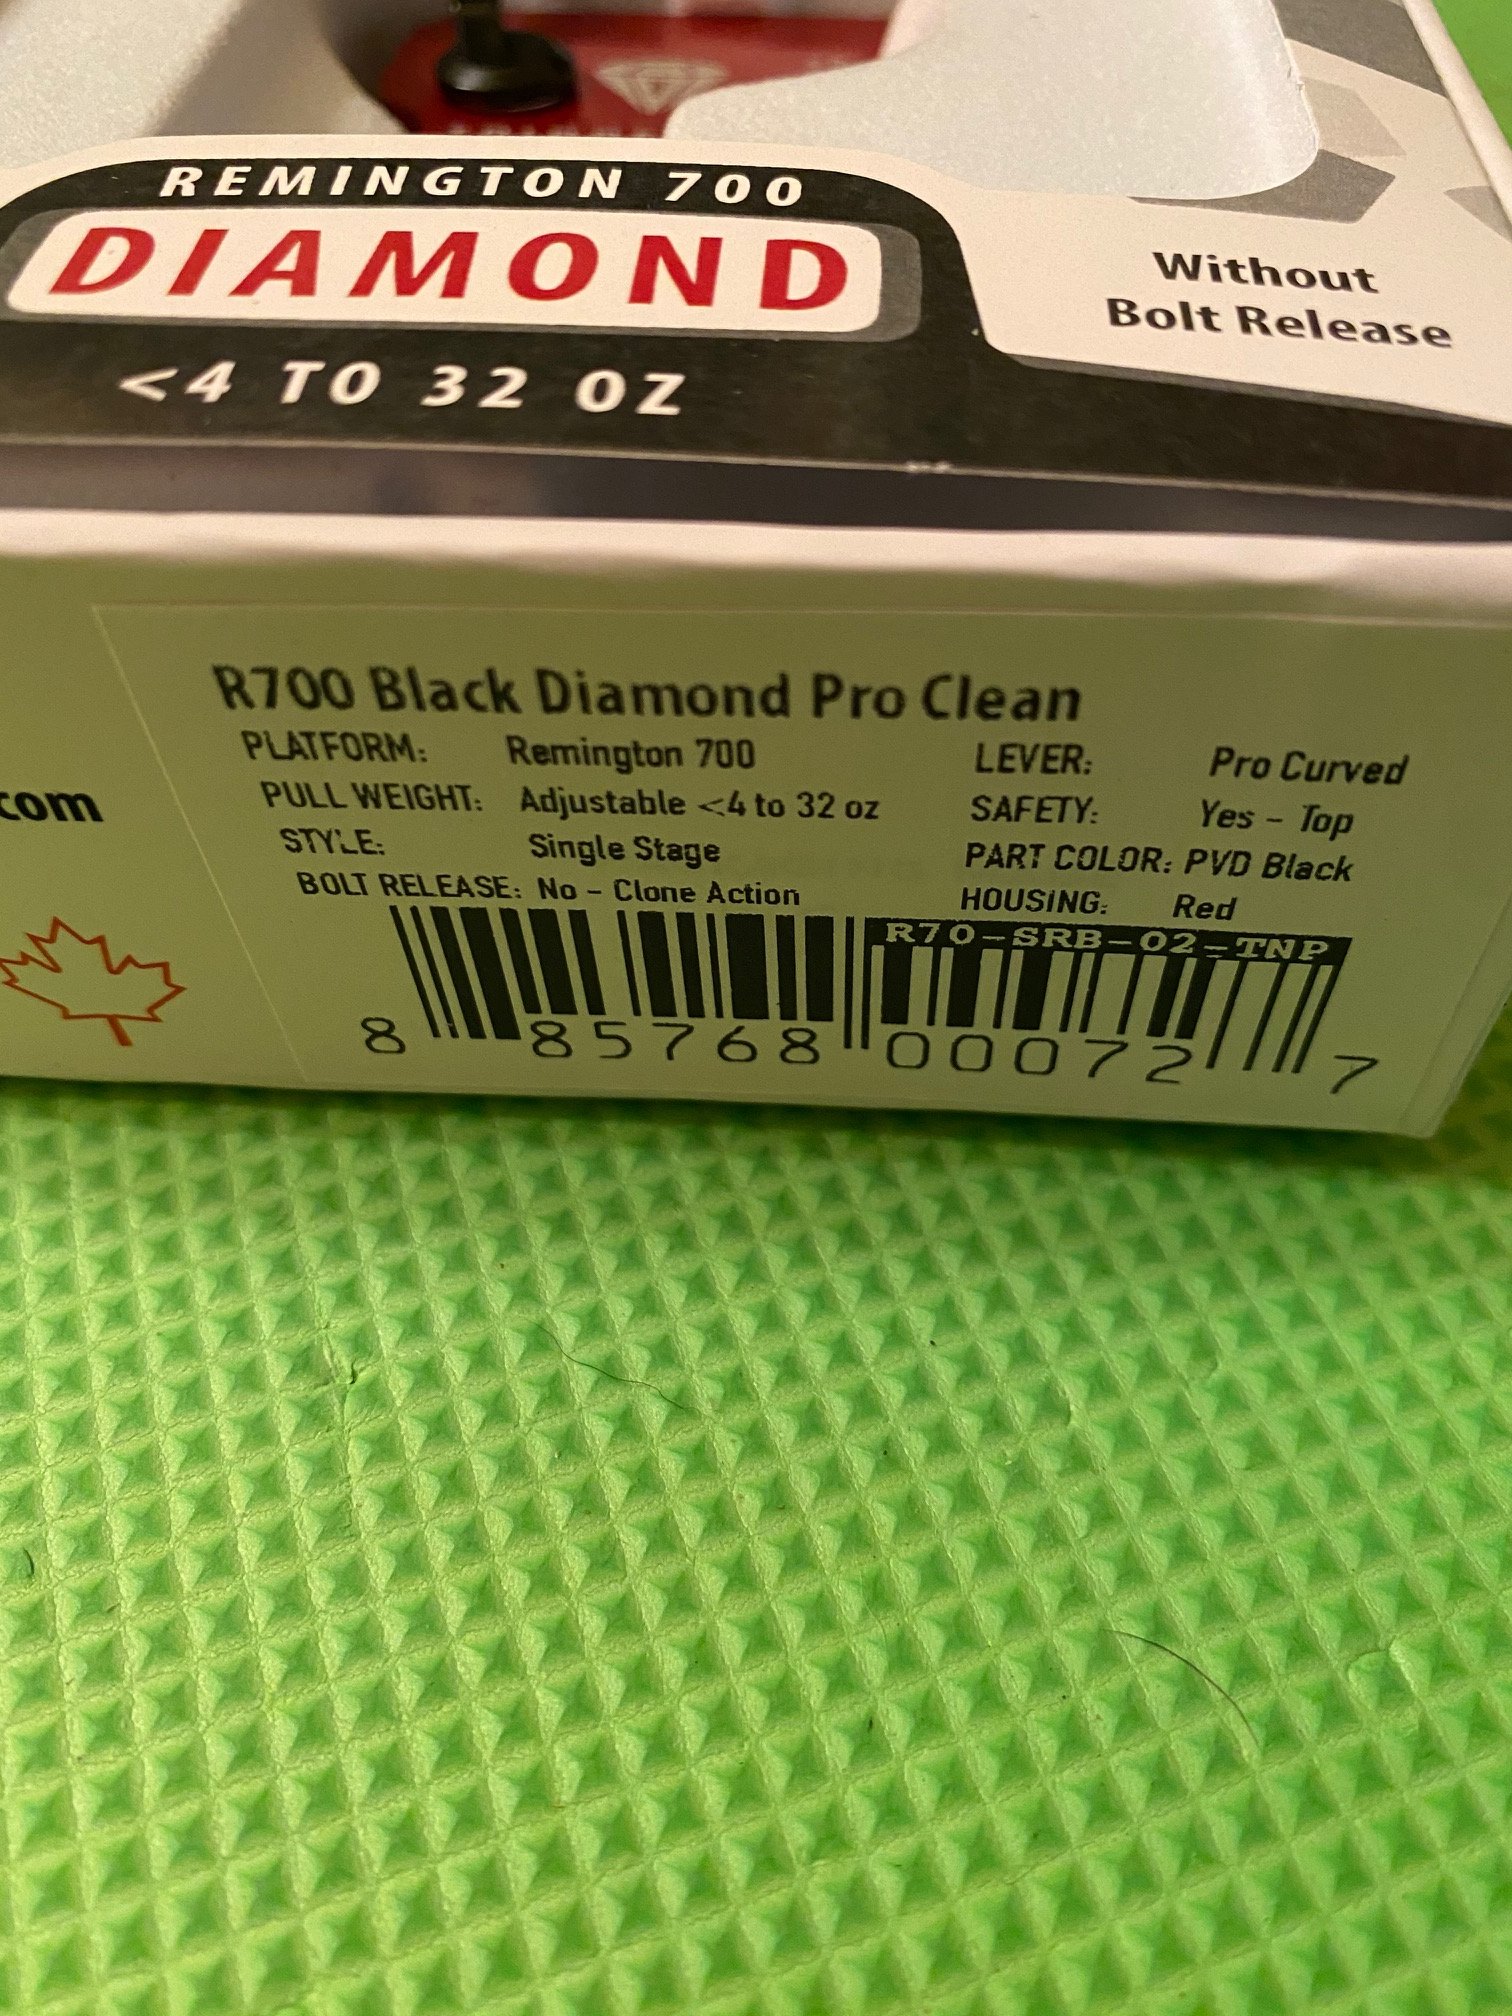 REMINGTON 700
DIAMOND
<4 TO 32 OZ
Without
Bolt Release
R700 Black Diamond Pro Clean
PLATFORM: Remington 700 LEVER: Pro Curved
PULL WEIGHT: Adjustable <4 to 32 oz SAFETY: Yes - Top
STYLE: Single Stage PART COLOR: PVD Black
BOLT RELEASE: No - Clone Action HOUSING: Red
com
R70-SRB-02-TNP
8 85768 00072 7